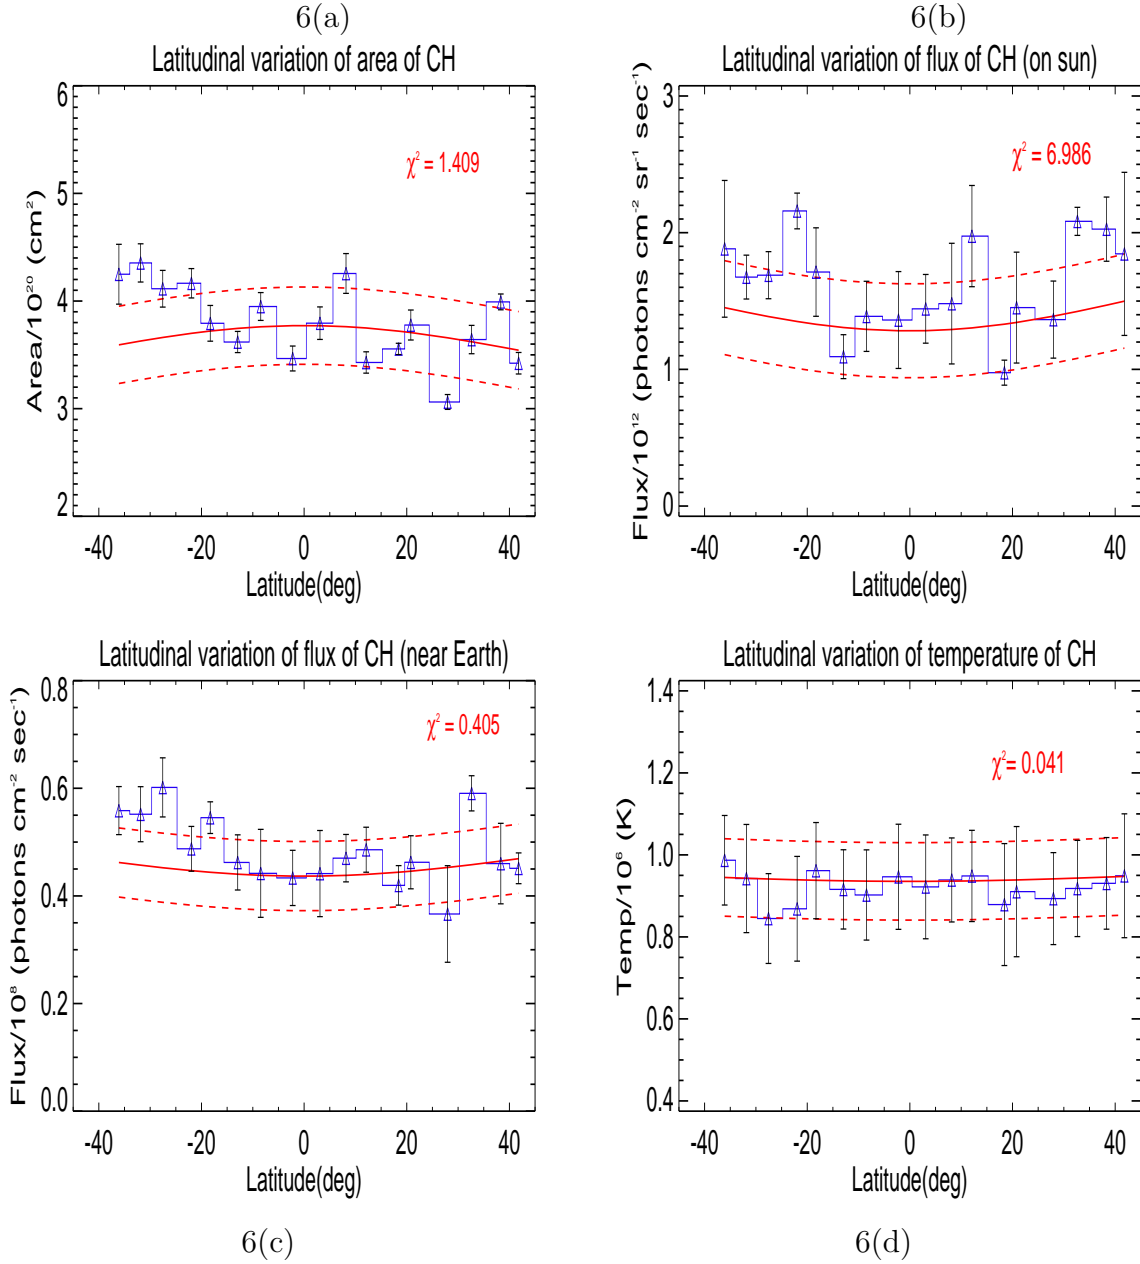 6(a)
6(b)
Latitudinal variation of area of CH
Latitudinal variation of flux of CH (on sun)
Area/10²⁰ (cm²)
6
5
4
3
2
χ² = 1.409
-40 -20 0 20 40
Latitude(deg)
Flux/10¹² (photons cm⁻² sr⁻¹ sec⁻¹)
3
2
1
0
χ² = 6.986
-40 -20 0 20 40
Latitude(deg)
Latitudinal variation of flux of CH (near Earth)
Latitudinal variation of temperature of CH
Flux/10⁸ (photons cm⁻² sec⁻¹)
0.8
0.6
0.4
0.2
0.0
χ² = 0.405
-40 -20 0 20 40
Latitude(deg)
Temp/10⁶ (K)
1.4
1.2
1.0
0.8
0.6
0.4
χ²= 0.041
-40 -20 0 20 40
Latitude(deg)
6(c)
6(d)